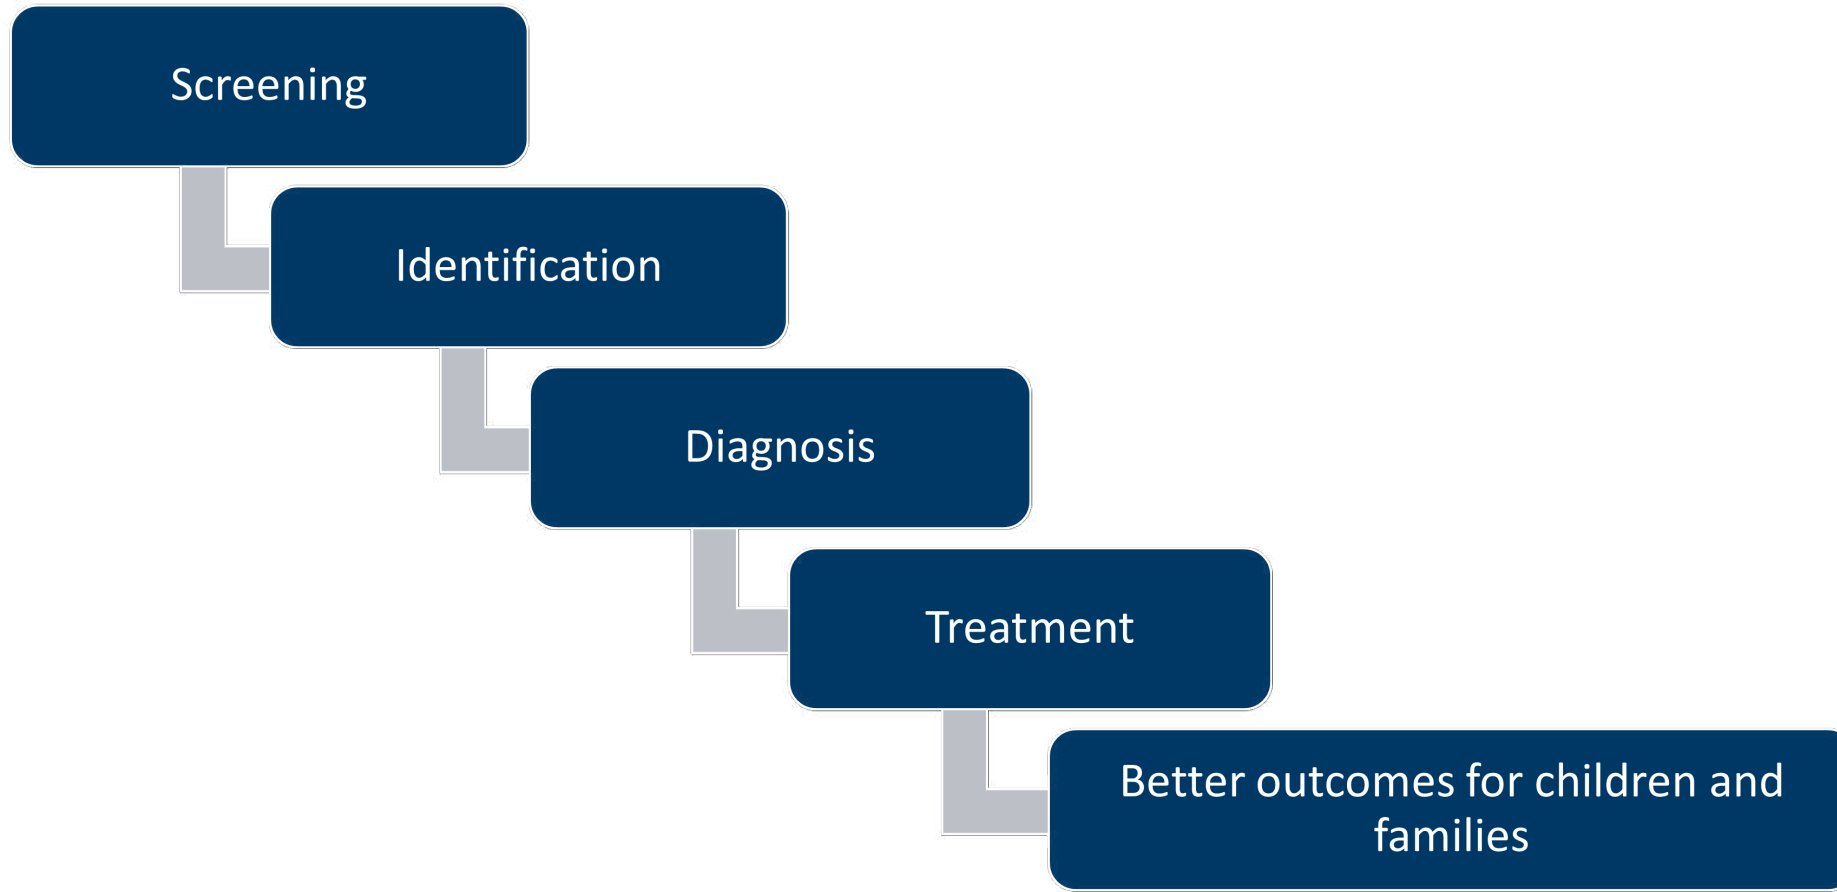 Screening
Identification
Diagnosis
Treatment
Better outcomes for children and
families